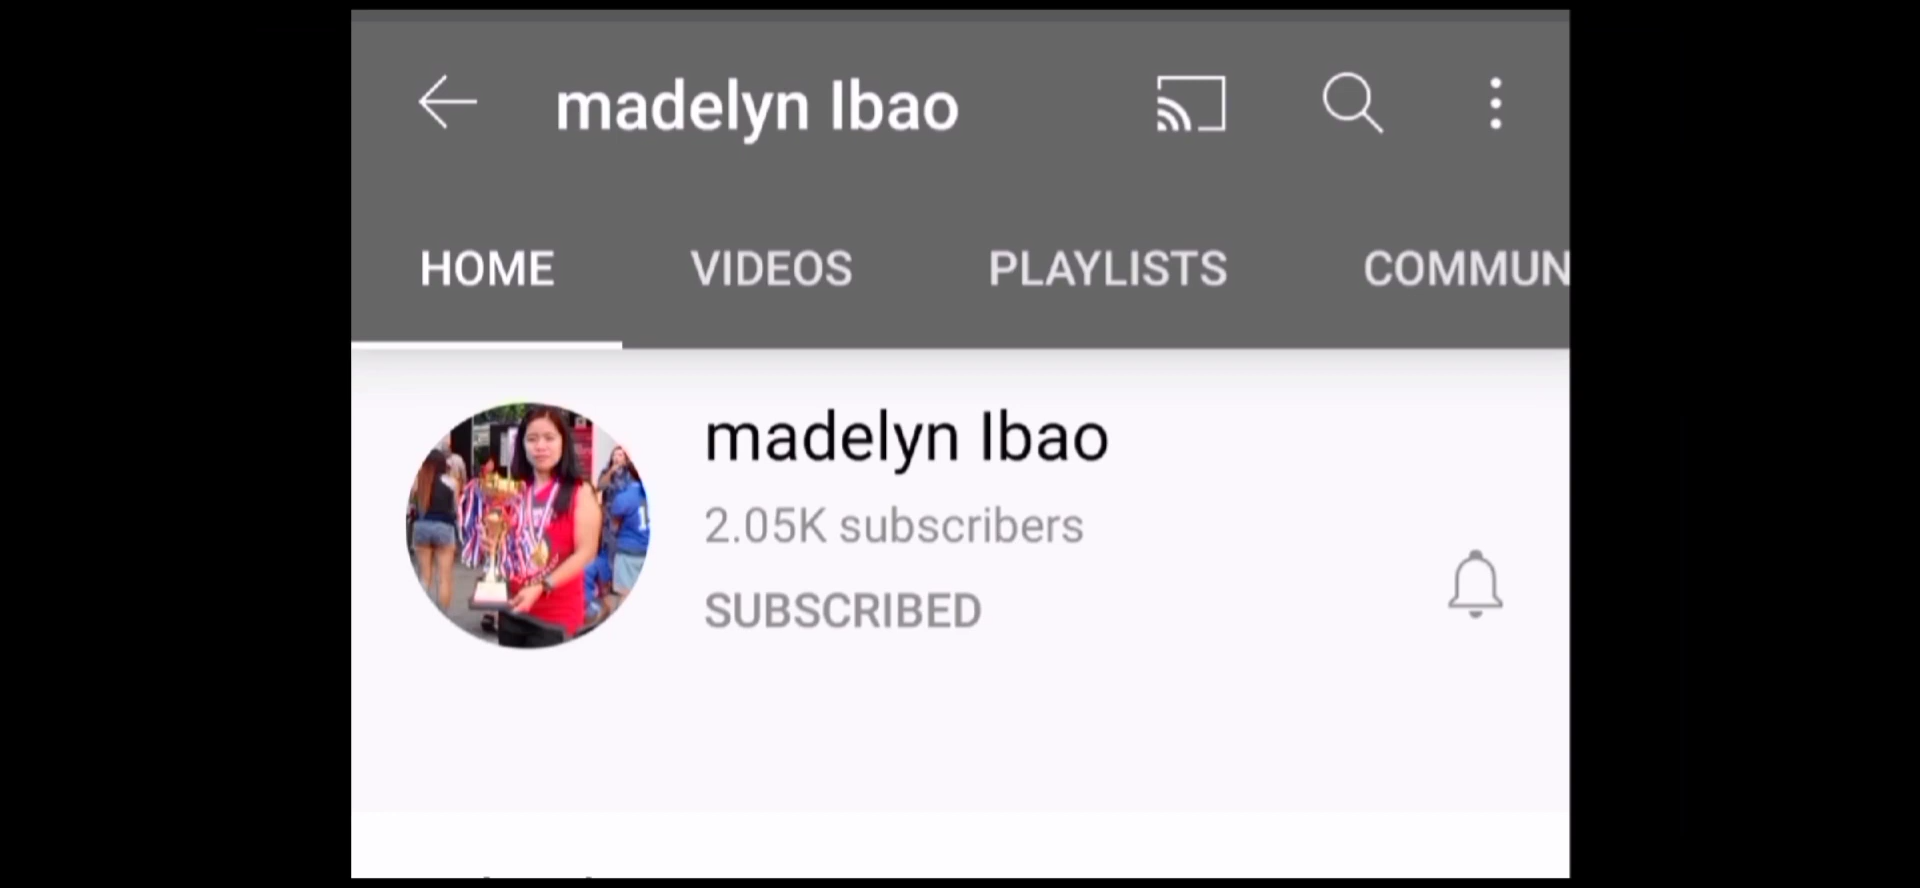 madelyn Ibao
HOME VIDEOS PLAYLISTS COMMUN
madelyn Ibao
2.05K subscribers
SUBSCRIBED